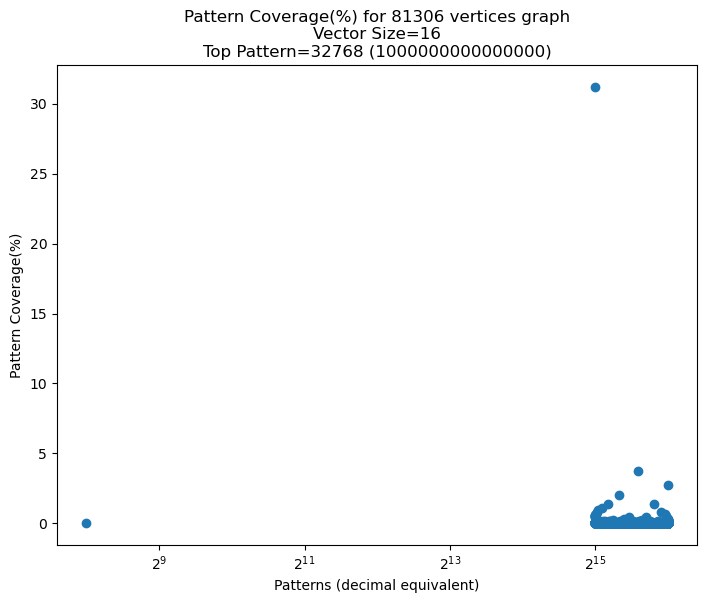 Pattern Coverage(%) for 81306 vertices graph
Vector Size=16
Top Pattern=32768 (1000000000000000)
Pattern Coverage(%)
30
25
20
15
10
5
0
2^9 2^11 2^13 2^15
Patterns (decimal equivalent)